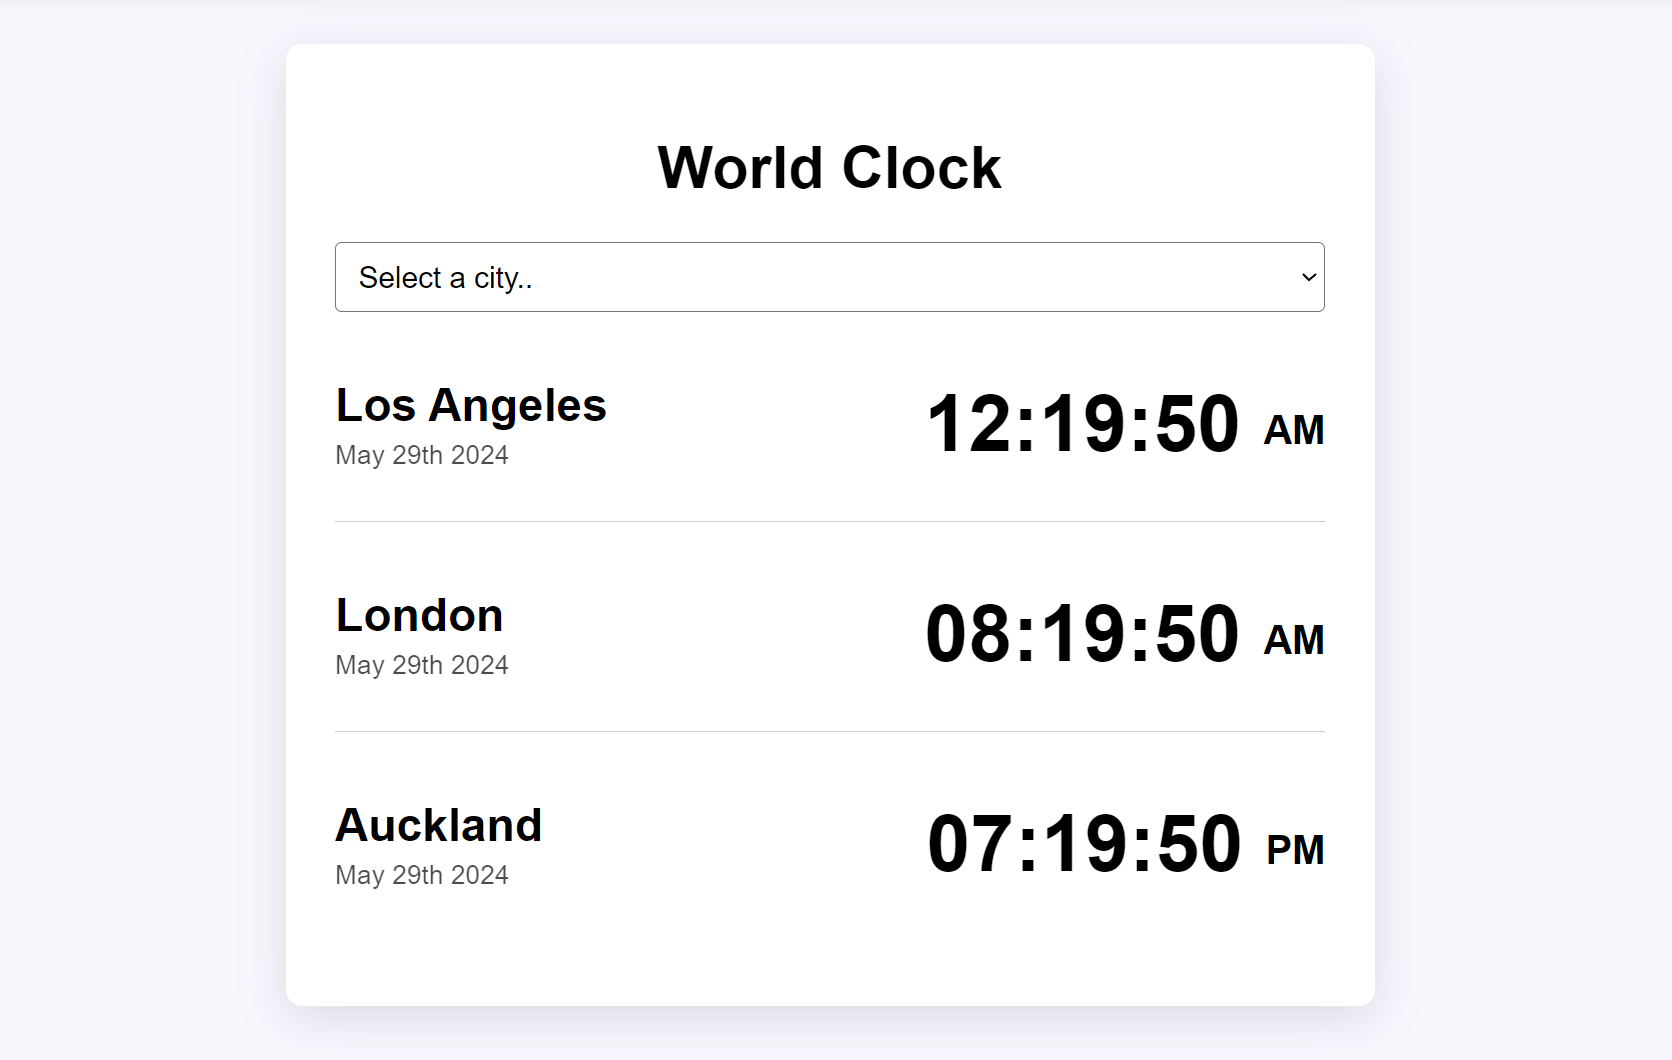 World Clock
Select a city..
Los Angeles
May 29th 2024
12:19:50 AM
London
May 29th 2024
08:19:50 AM
Auckland
May 29th 2024
07:19:50 PM